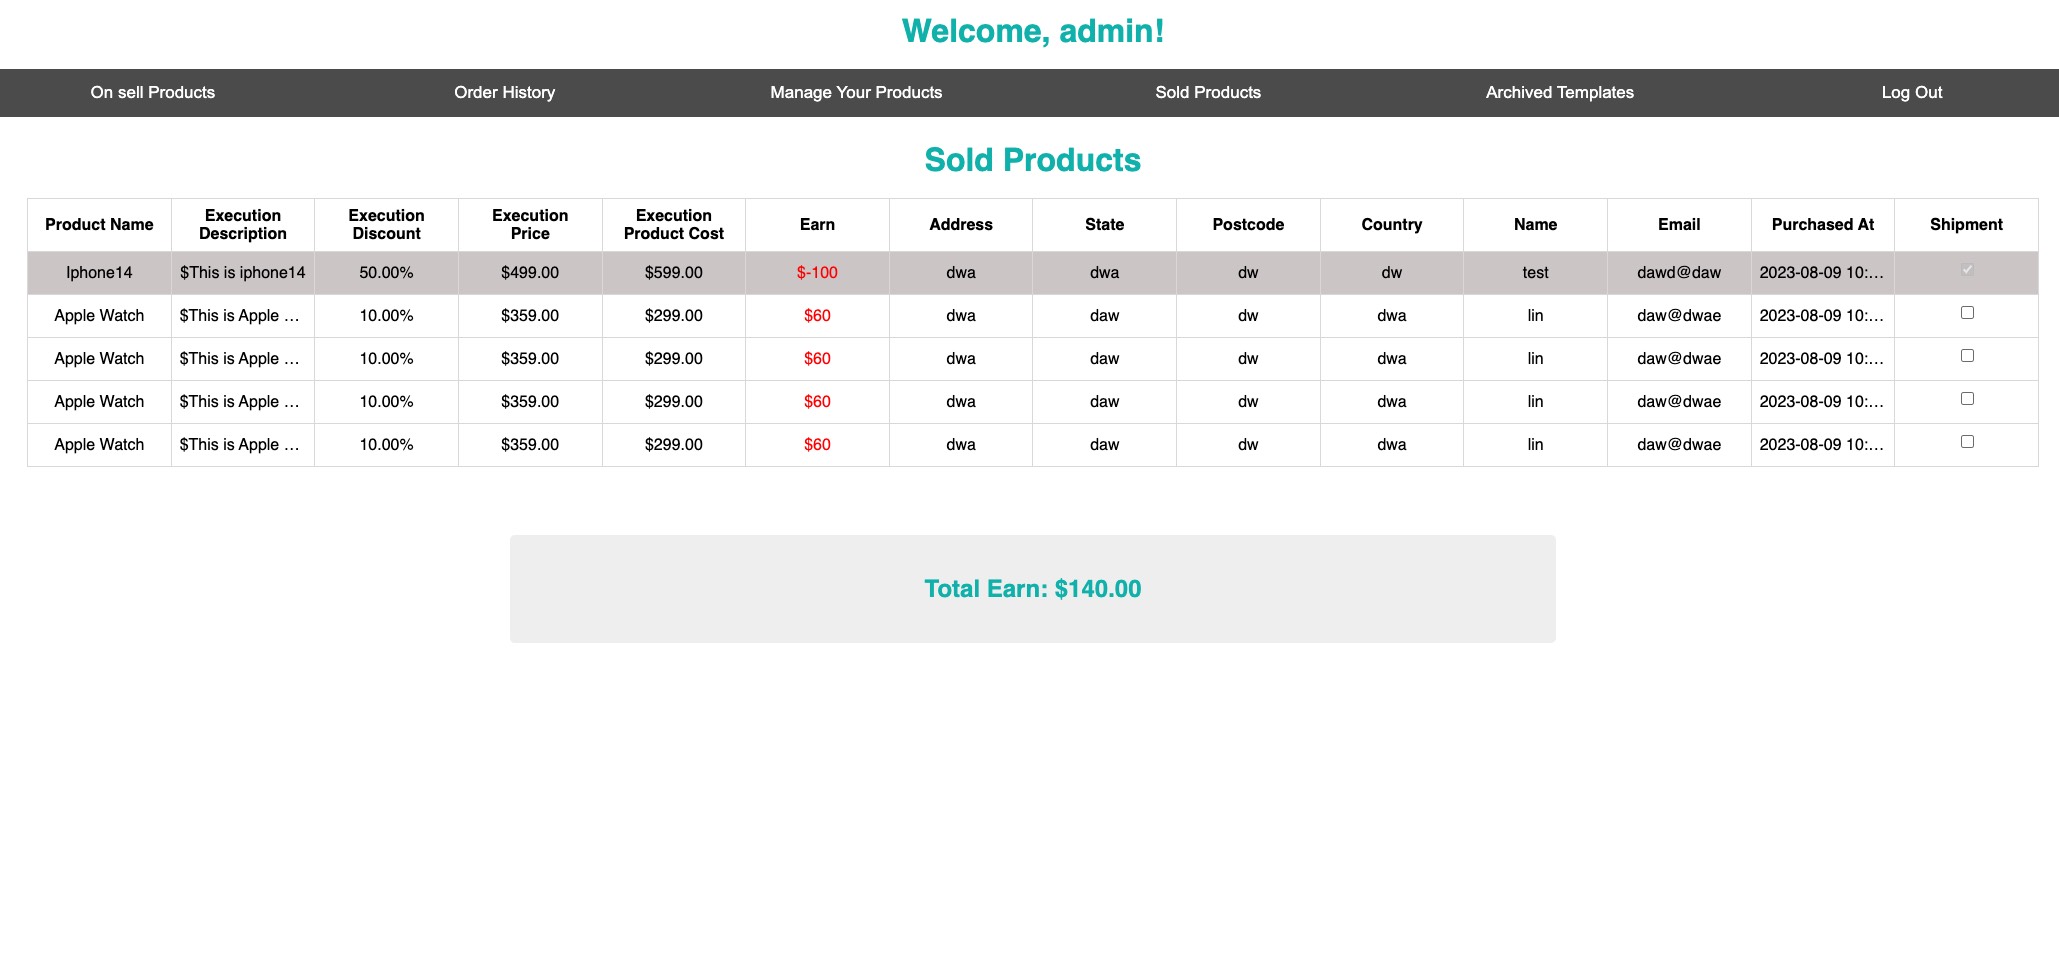 Welcome, admin!
On sell Products Order History Manage Your Products Sold Products Archived Templates Log Out
Sold Products
Product Name Execution Description Execution Discount Execution Price Execution Product Cost Earn Address State Postcode Country Name Email Purchased At Shipment
Iphone14 $This is iphone14 50.00% $499.00 $599.00 $-100 dwa dwa dw dw test dawd@daw 2023-08-09 10:...
Apple Watch $This is Apple ... 10.00% $359.00 $299.00 $60 dwa daw dw dwa lin daw@dwae 2023-08-09 10:...
Apple Watch $This is Apple ... 10.00% $359.00 $299.00 $60 dwa daw dw dwa lin daw@dwae 2023-08-09 10:...
Apple Watch $This is Apple ... 10.00% $359.00 $299.00 $60 dwa daw dw dwa lin daw@dwae 2023-08-09 10:...
Apple Watch $This is Apple ... 10.00% $359.00 $299.00 $60 dwa daw dw dwa lin daw@dwae 2023-08-09 10:...
Total Earn: $140.00